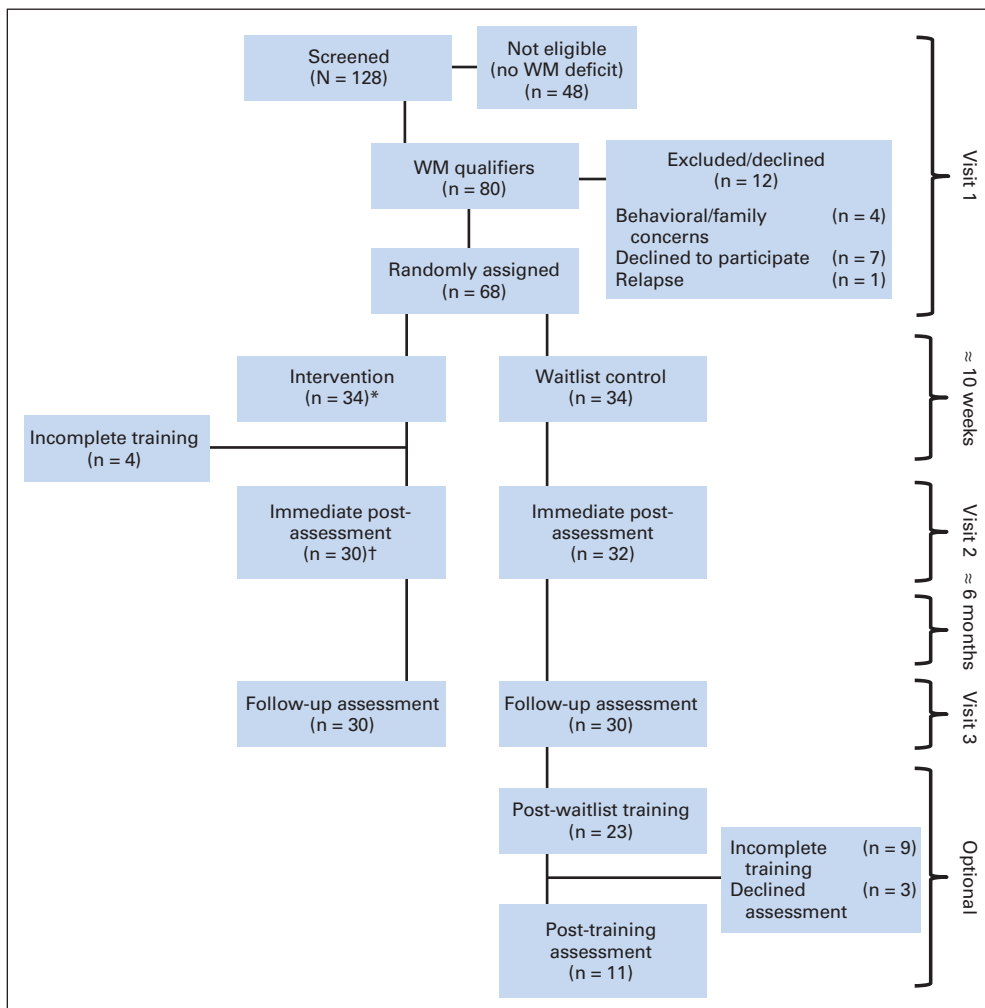 Screened
(N = 128)
Not eligible
(no WM deficit)
(n = 48)
WM qualifiers
(n = 80)
Excluded/declined
(n = 12)
Behavioral/family (n = 4)
concerns
Declined to participate (n = 7)
Relapse (n = 1)
Randomly assigned
(n = 68)
Visit 1
Intervention
(n = 34)*
Waitlist control
(n = 34)
≈ 10 weeks
Incomplete training
(n = 4)
Immediate post-
assessment
(n = 30)†
Immediate post-
assessment
(n = 32)
Visit 2
≈ 6 months
Follow-up assessment
(n = 30)
Follow-up assessment
(n = 30)
Visit 3
Post-waitlist training
(n = 23)
Incomplete (n = 9)
training
Declined (n = 3)
assessment
Post-training
assessment
(n = 11)
Optional